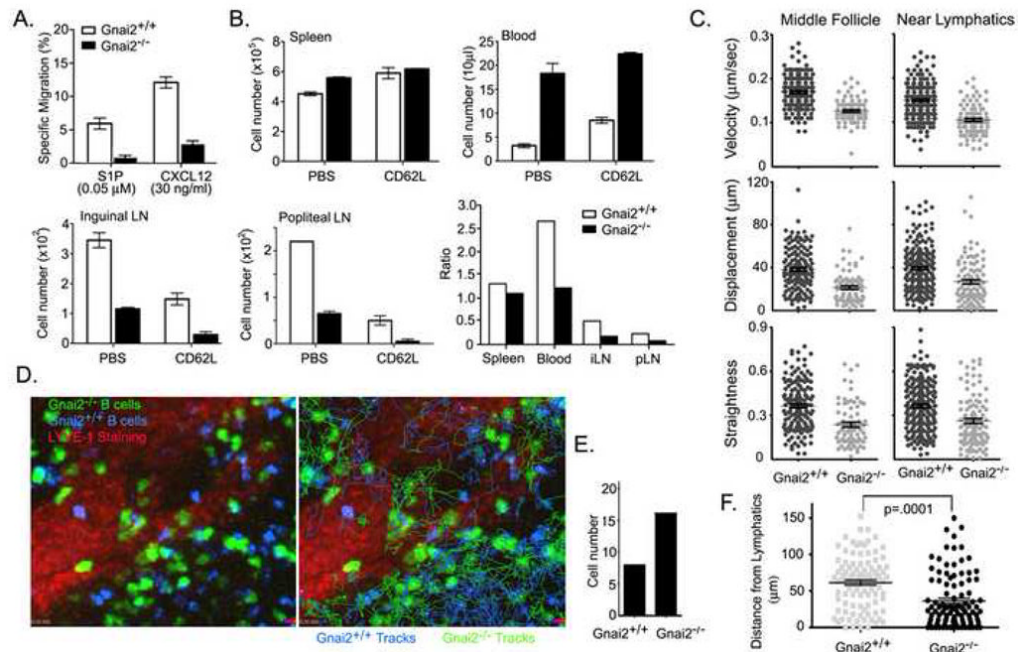 A.
Gnai2+/+
Gnai2-/-
Specific Migration (%)
20
15
10
5
0
S1P
(0.05 µM)
CXCL12
(30 ng/ml)
B.
Spleen
Cell number (x10⁵)
8
6
4
2
0
PBS
CD62L
Blood
Cell number (10µl)
25
20
15
10
5
0
PBS
CD62L
Inguinal LN
Cell number (x10²)
4
3
2
1
0
PBS
CD62L
Popliteal LN
Cell number (x10²)
2
1
0
PBS
CD62L
Gnai2+/+
Gnai2-/-
Ratio
3.0
2.5
2.0
1.5
1.0
0.5
0.0
Spleen
Blood
iLN
pLN
C.
Middle Follicle
Near Lymphatics
Velocity (µm/sec)
0.3
0.2
0.1
0
Displacement (µm)
120
80
40
0
Straightness
0.9
0.6
0.3
0
Gnai2+/+
Gnai2-/-
Gnai2+/+
Gnai2-/-
D.
Gnai2-/- B cells
Gnai2+/+ B cells
LYVE-1 Staining
Gnai2+/+ Tracks
Gnai2-/- Tracks
E.
Cell number
20
15
10
5
0
Gnai2+/+
Gnai2-/-
F.
p=.0001
Distance from Lymphatics
(µm)
150
100
50
0
Gnai2+/+
Gnai2-/-